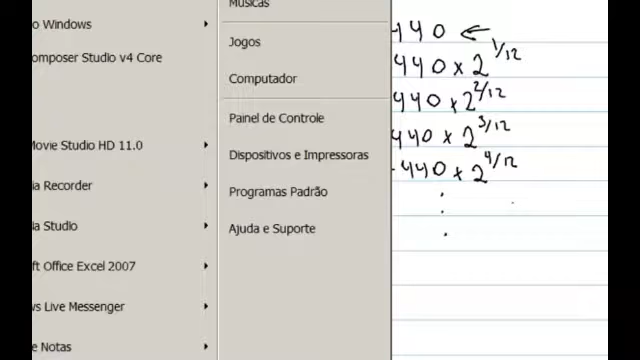 Músicas
o Windows
Jogos
omposer Studio v4 Core
Computador
Painel de Controle
Movie Studio HD 11.0
Dispositivos e Impressoras
ia Recorder
Programas Padrão
ia Studio
Ajuda e Suporte
ft Office Excel 2007
ws Live Messenger
e Notas
440 ←
440 x 2^1/12
440 x 2^2/12
440 x 2^3/12
440 x 2^4/12